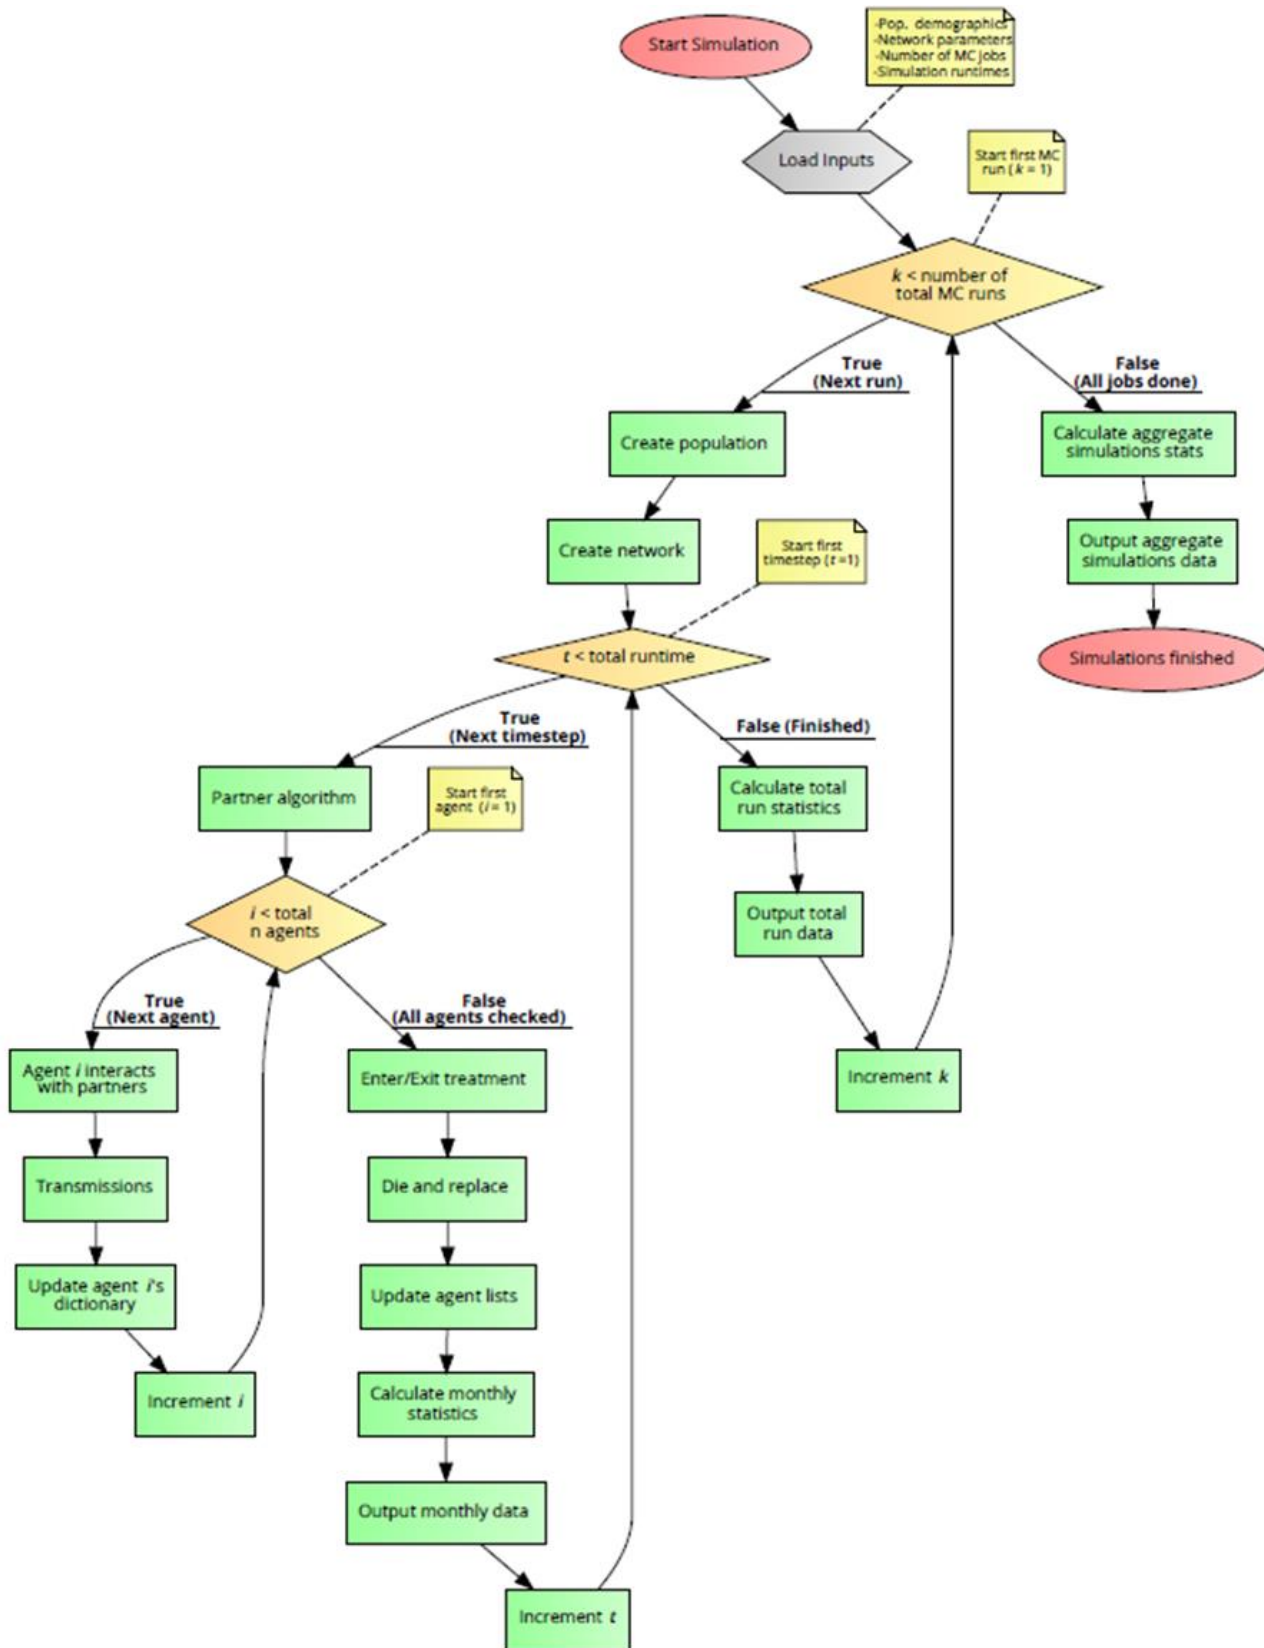 Start Simulation
-Pop. demographics
-Network parameters
-Number of MC jobs
-Simulation runtimes
Load Inputs
Start first MC
run (k = 1)
k < number of
total MC runs
True
(Next run)
False
(All jobs done)
Create population
Calculate aggregate
simulations stats
Create network
Start first
timestep (t =1)
Output aggregate
simulations data
t < total runtime
Simulations finished
True
(Next timestep)
False (Finished)
Partner algorithm
Start first
agent (i = 1)
Calculate total
run statistics
i < total
n agents
Output total
run data
True
(Next agent)
False
(All agents checked)
Agent i interacts
with partners
Enter/Exit treatment
Increment k
Transmissions
Die and replace
Update agent i's
dictionary
Update agent lists
Increment i
Calculate monthly
statistics
Output monthly data
Increment t